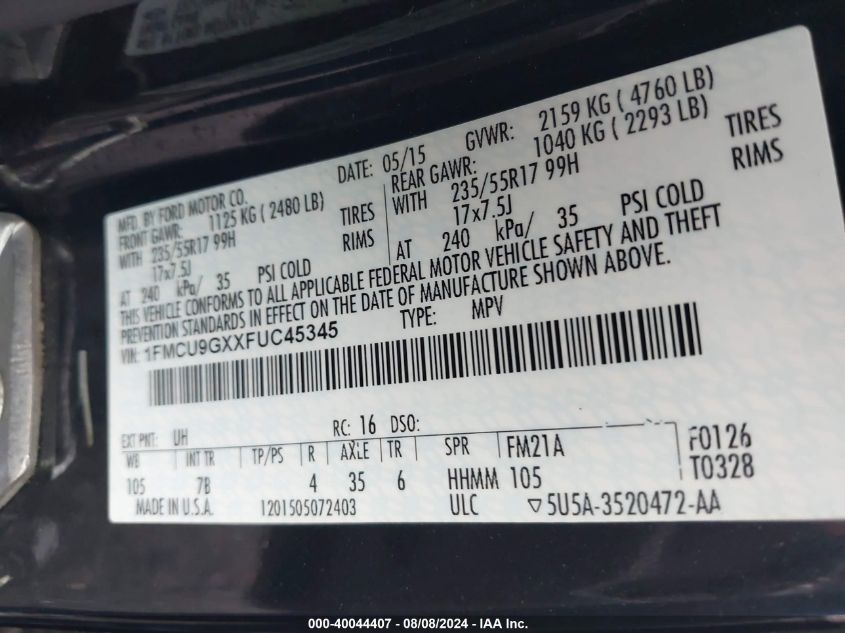 MFD. BY FORD MOTOR CO. DATE: 05/15 GVWR: 2159 KG ( 4760 LB)
FRONT GAWR: 1125 KG ( 2480 LB) REAR GAWR: 1040 KG ( 2293 LB)
WITH 235/55R17 99H TIRES WITH 235/55R17 99H TIRES
17x7.5J RIMS 17x7.5J RIMS
AT 240 kPa/ 35 PSI COLD AT 240 kPa/ 35 PSI COLD
THIS VEHICLE CONFORMS TO ALL APPLICABLE FEDERAL MOTOR VEHICLE SAFETY AND THEFT
PREVENTION STANDARDS IN EFFECT ON THE DATE OF MANUFACTURE SHOWN ABOVE.
VIN: 1FMCU9GXXFUC45345 TYPE: MPV
EXT PNT: UH RC: 16 DSO:
WB INT TR TP/PS R AXLE TR SPR FM21A F0126
105 7B 4 35 6 HHMM 105 T0328
MADE IN U.S.A. 1201505072403 ULC ▽5U5A-3520472-AA
000-40044407 - 08/08/2024 - IAA Inc.